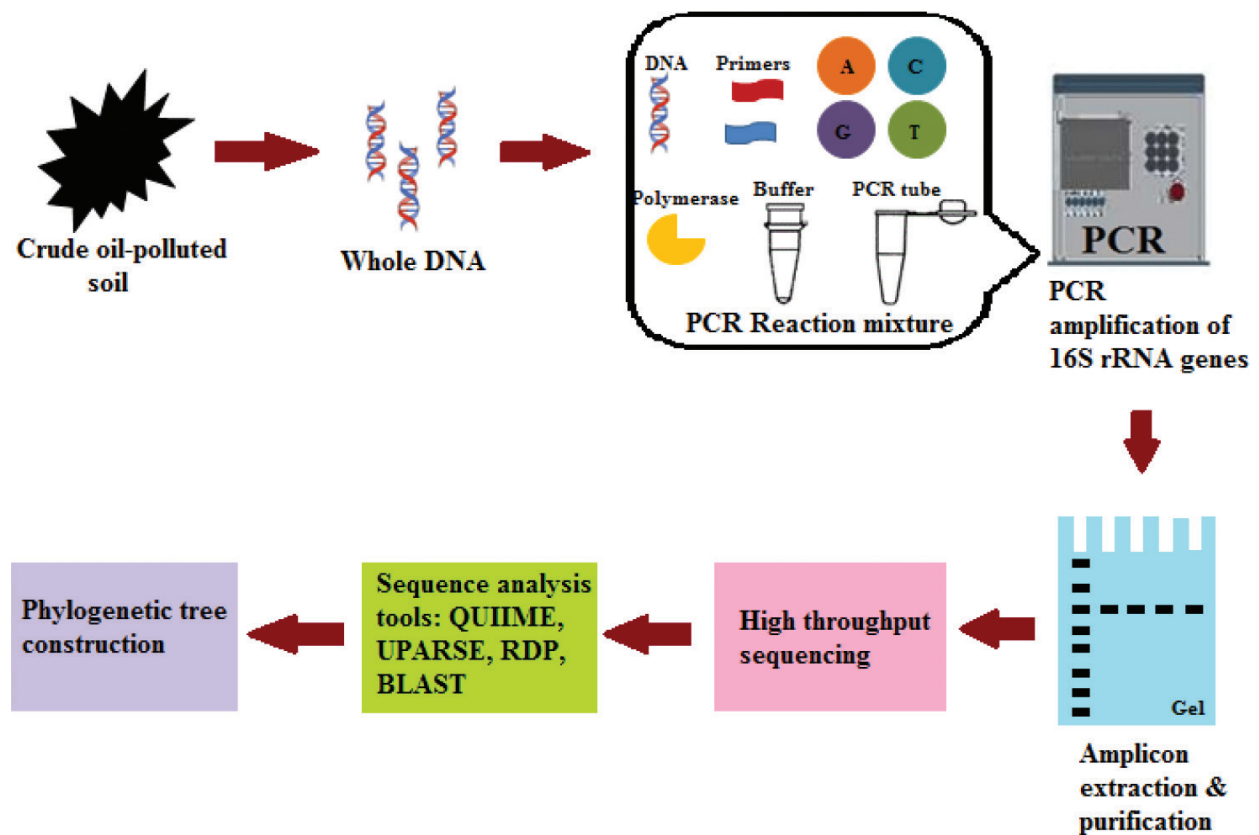 Crude oil-polluted
soil
Whole DNA
DNA
Primers
A
C
G
T
Polymerase
Buffer
PCR tube
PCR Reaction mixture
PCR
PCR
amplification of
16S rRNA genes
Gel
Amplicon
extraction &
purification
High throughput
sequencing
Sequence analysis
tools: QUIIME,
UPARSE, RDP,
BLAST
Phylogenetic tree
construction